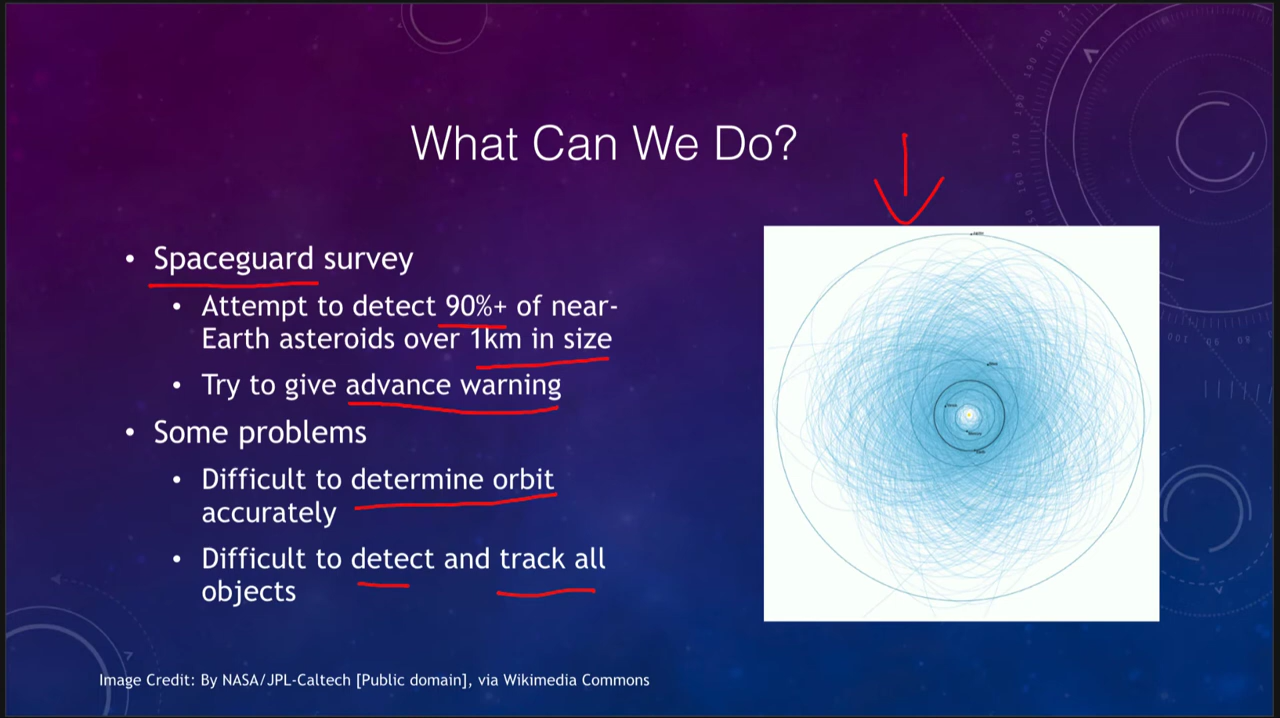 What Can We Do?
• Spaceguard survey
• Attempt to detect 90%+ of near-
Earth asteroids over 1km in size
• Try to give advance warning
• Some problems
• Difficult to determine orbit
accurately
• Difficult to detect and track all
objects
Image Credit: By NASA/JPL-Caltech [Public domain], via Wikimedia Commons